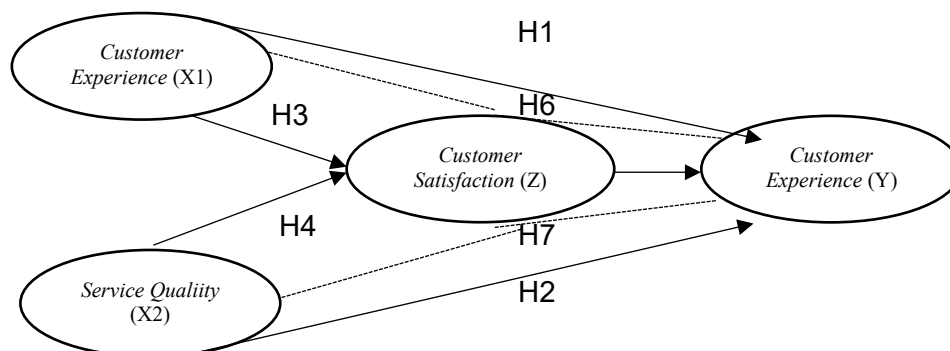 H1
Customer
Experience (X1)
H6
H3
Customer
Satisfaction (Z)
Customer
Experience (Y)
H4
H7
Service Qualiity
(X2)
H2